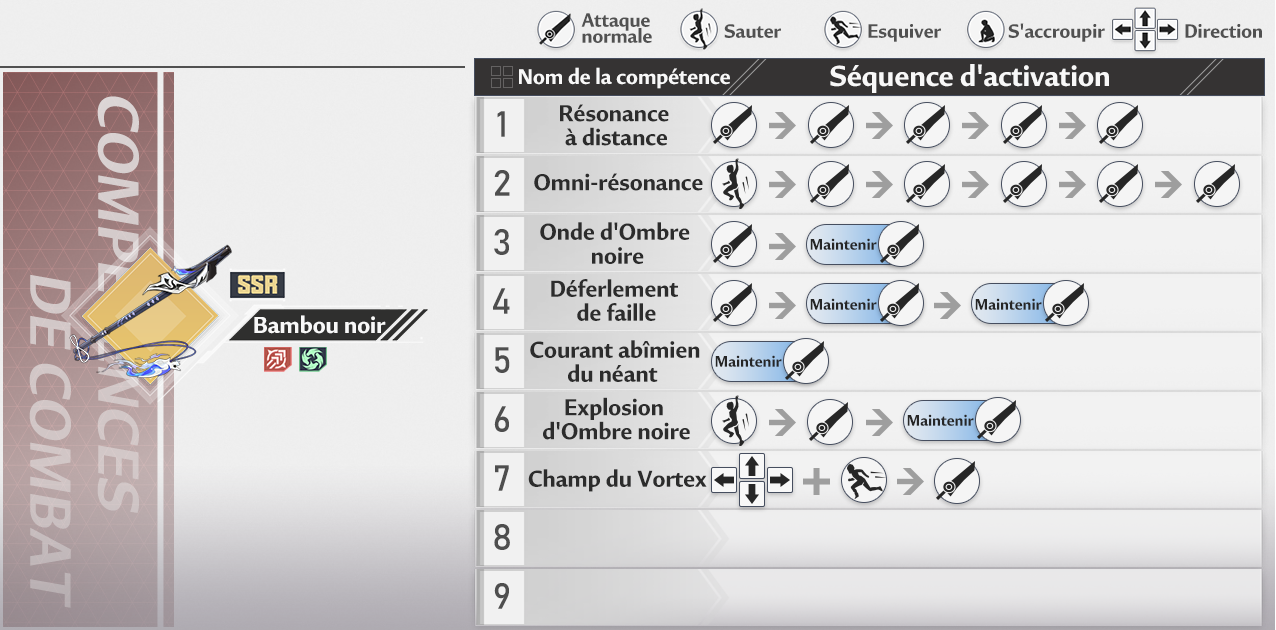 Attaque
normale
Sauter
Esquiver
S'accroupir
Direction
COMPÉTENCES
DE COMBAT
SSR
Bambou noir
Nom de la compétence
Séquence d'activation
1
Résonance
à distance
2
Omni-résonance
3
Onde d'Ombre
noire
Maintenir
4
Déferlement
de faille
Maintenir
Maintenir
5
Courant abîmien
du néant
Maintenir
6
Explosion
d'Ombre noire
Maintenir
7
Champ du Vortex
8
9